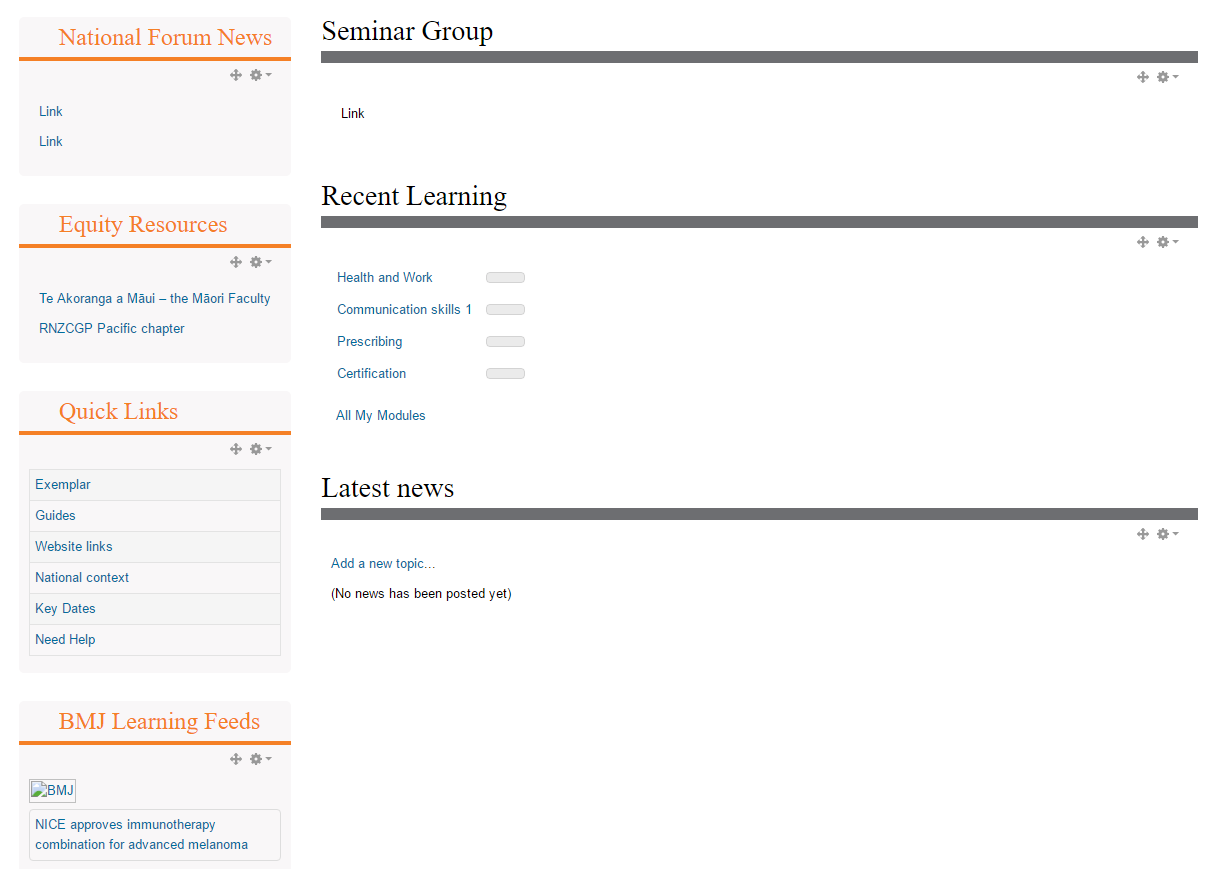 National Forum News
Link
Link
Equity Resources
Te Akoranga a Māui – the Māori Faculty
RNZCGP Pacific chapter
Quick Links
Exemplar
Guides
Website links
National context
Key Dates
Need Help
BMJ Learning Feeds
BMJ
NICE approves immunotherapy
combination for advanced melanoma
Seminar Group
Link
Recent Learning
Health and Work
Communication skills 1
Prescribing
Certification
All My Modules
Latest news
Add a new topic...
(No news has been posted yet)